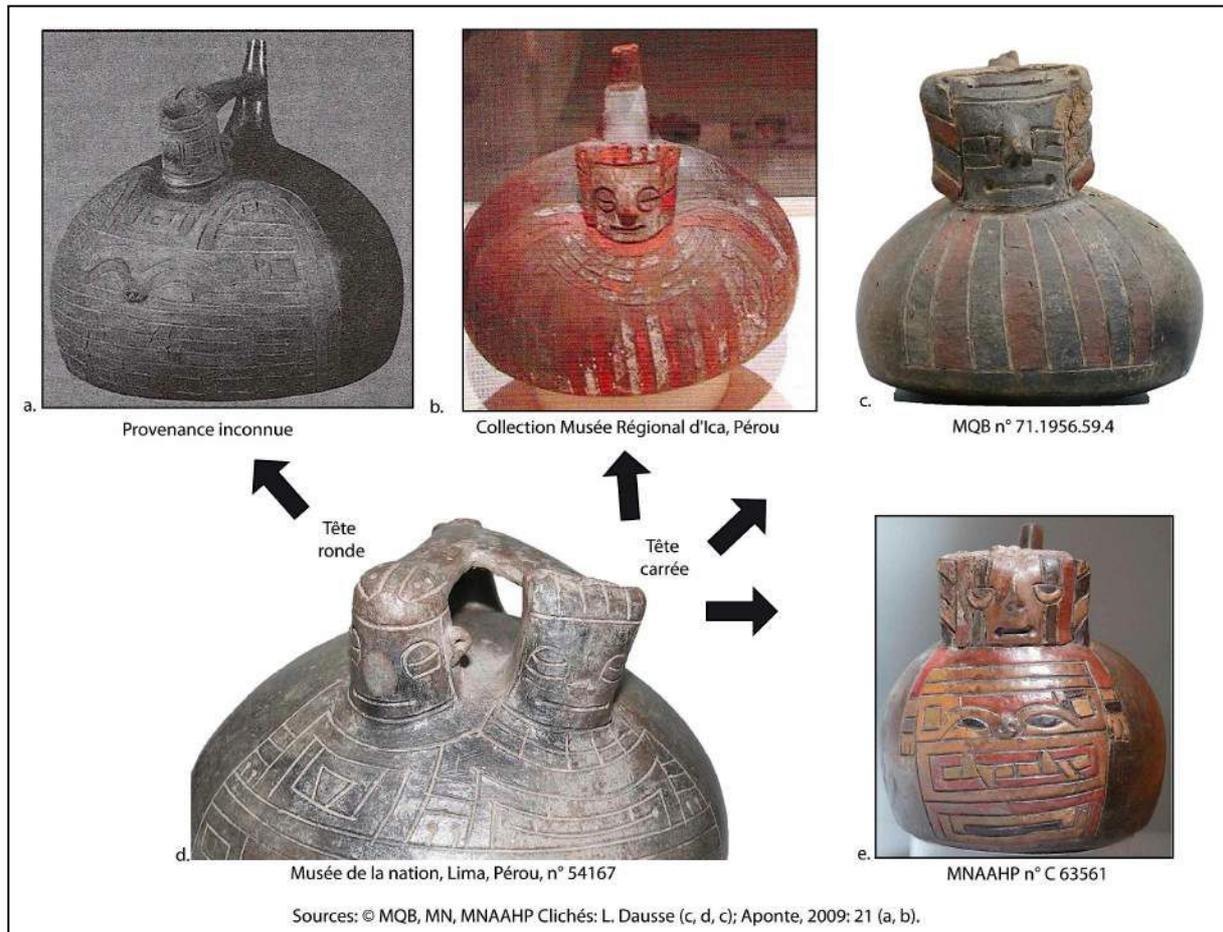 a.
Provenance inconnue
b.
Collection Musée Régional d'Ica, Pérou
c.
MQB n° 71.1956.59.4
Tête
ronde
Tête
carrée
d.
Musée de la nation, Lima, Pérou, n° 54167
e.
MNAAHP n° C 63561
Sources: © MQB, MN, MNAAHP Clichés: L. Dausse (c, d, c); Aponte, 2009: 21 (a, b).